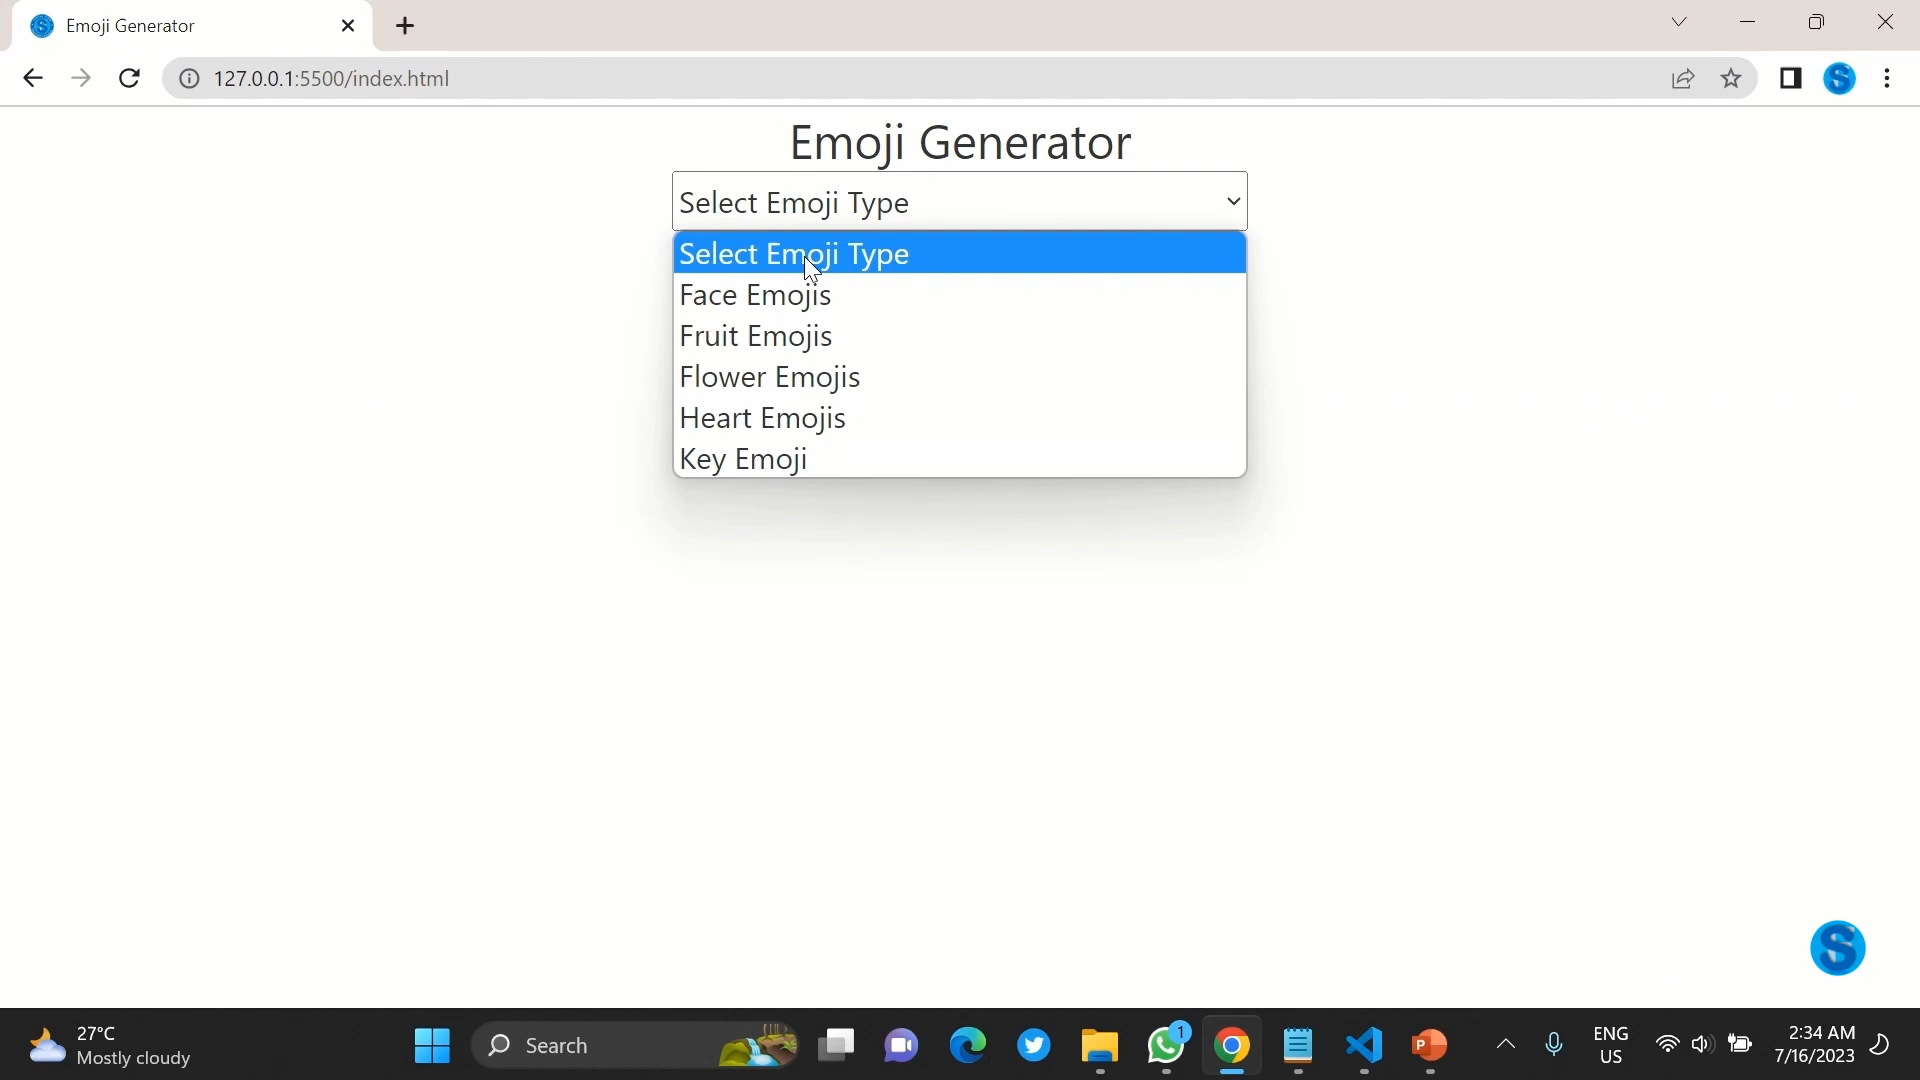 Emoji Generator
127.0.0.1:5500/index.html
Emoji Generator
Select Emoji Type
Select Emoji Type
Face Emojis
Fruit Emojis
Flower Emojis
Heart Emojis
Key Emoji
S
S
27°C
Mostly cloudy
Search
1
P
ENG
US
2:34 AM
7/16/2023